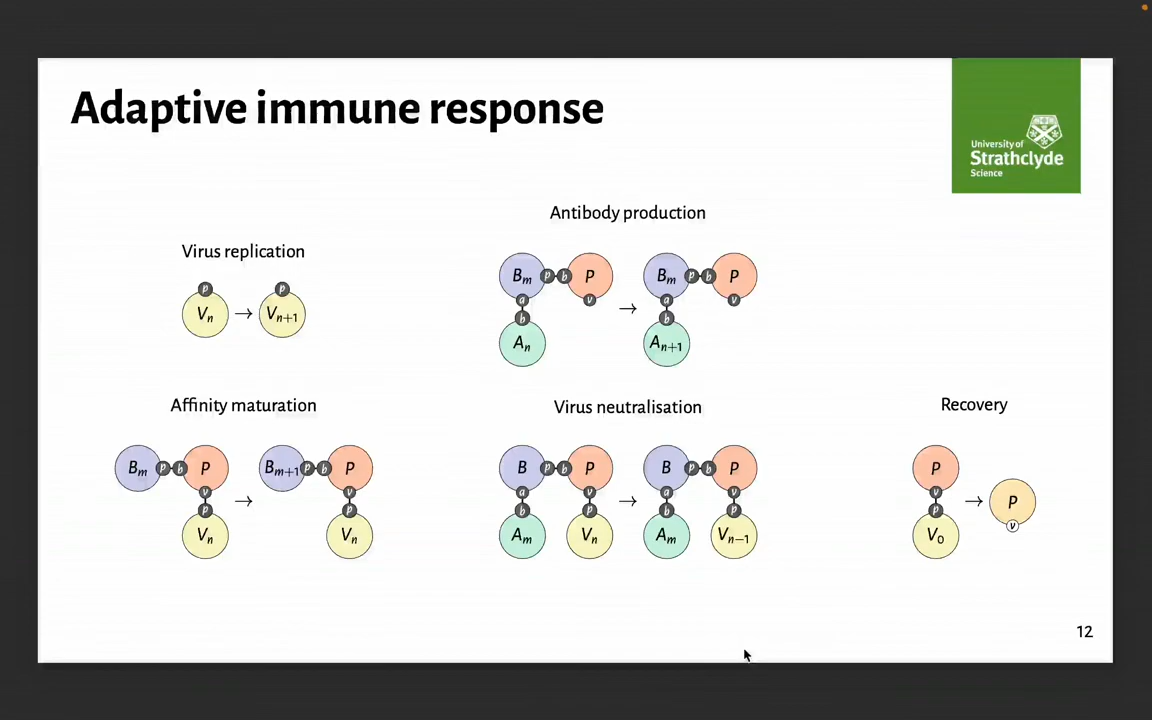 Adaptive immune response
University of
Strathclyde
Science
Antibody production
Virus replication
p p
Vn → Vn+1
Bm p b P Bm p b P
a v → a v
b b
An An+1
Affinity maturation
Virus neutralisation
Recovery
Bm p b P Bm+1 p b P
v → v
p p
Vn Vn
B p b P B p b P
a v → a v
b p b p
Am Vn Am Vn−1
P
v → P
p v
V0
12